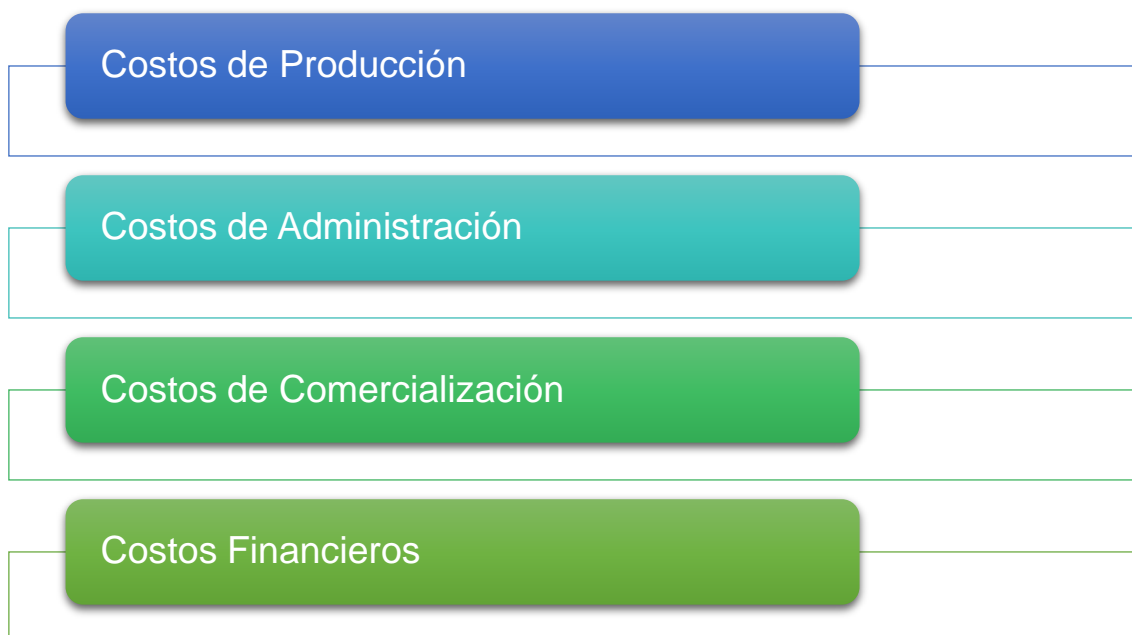 Costos de Producción
Costos de Administración
Costos de Comercialización
Costos Financieros